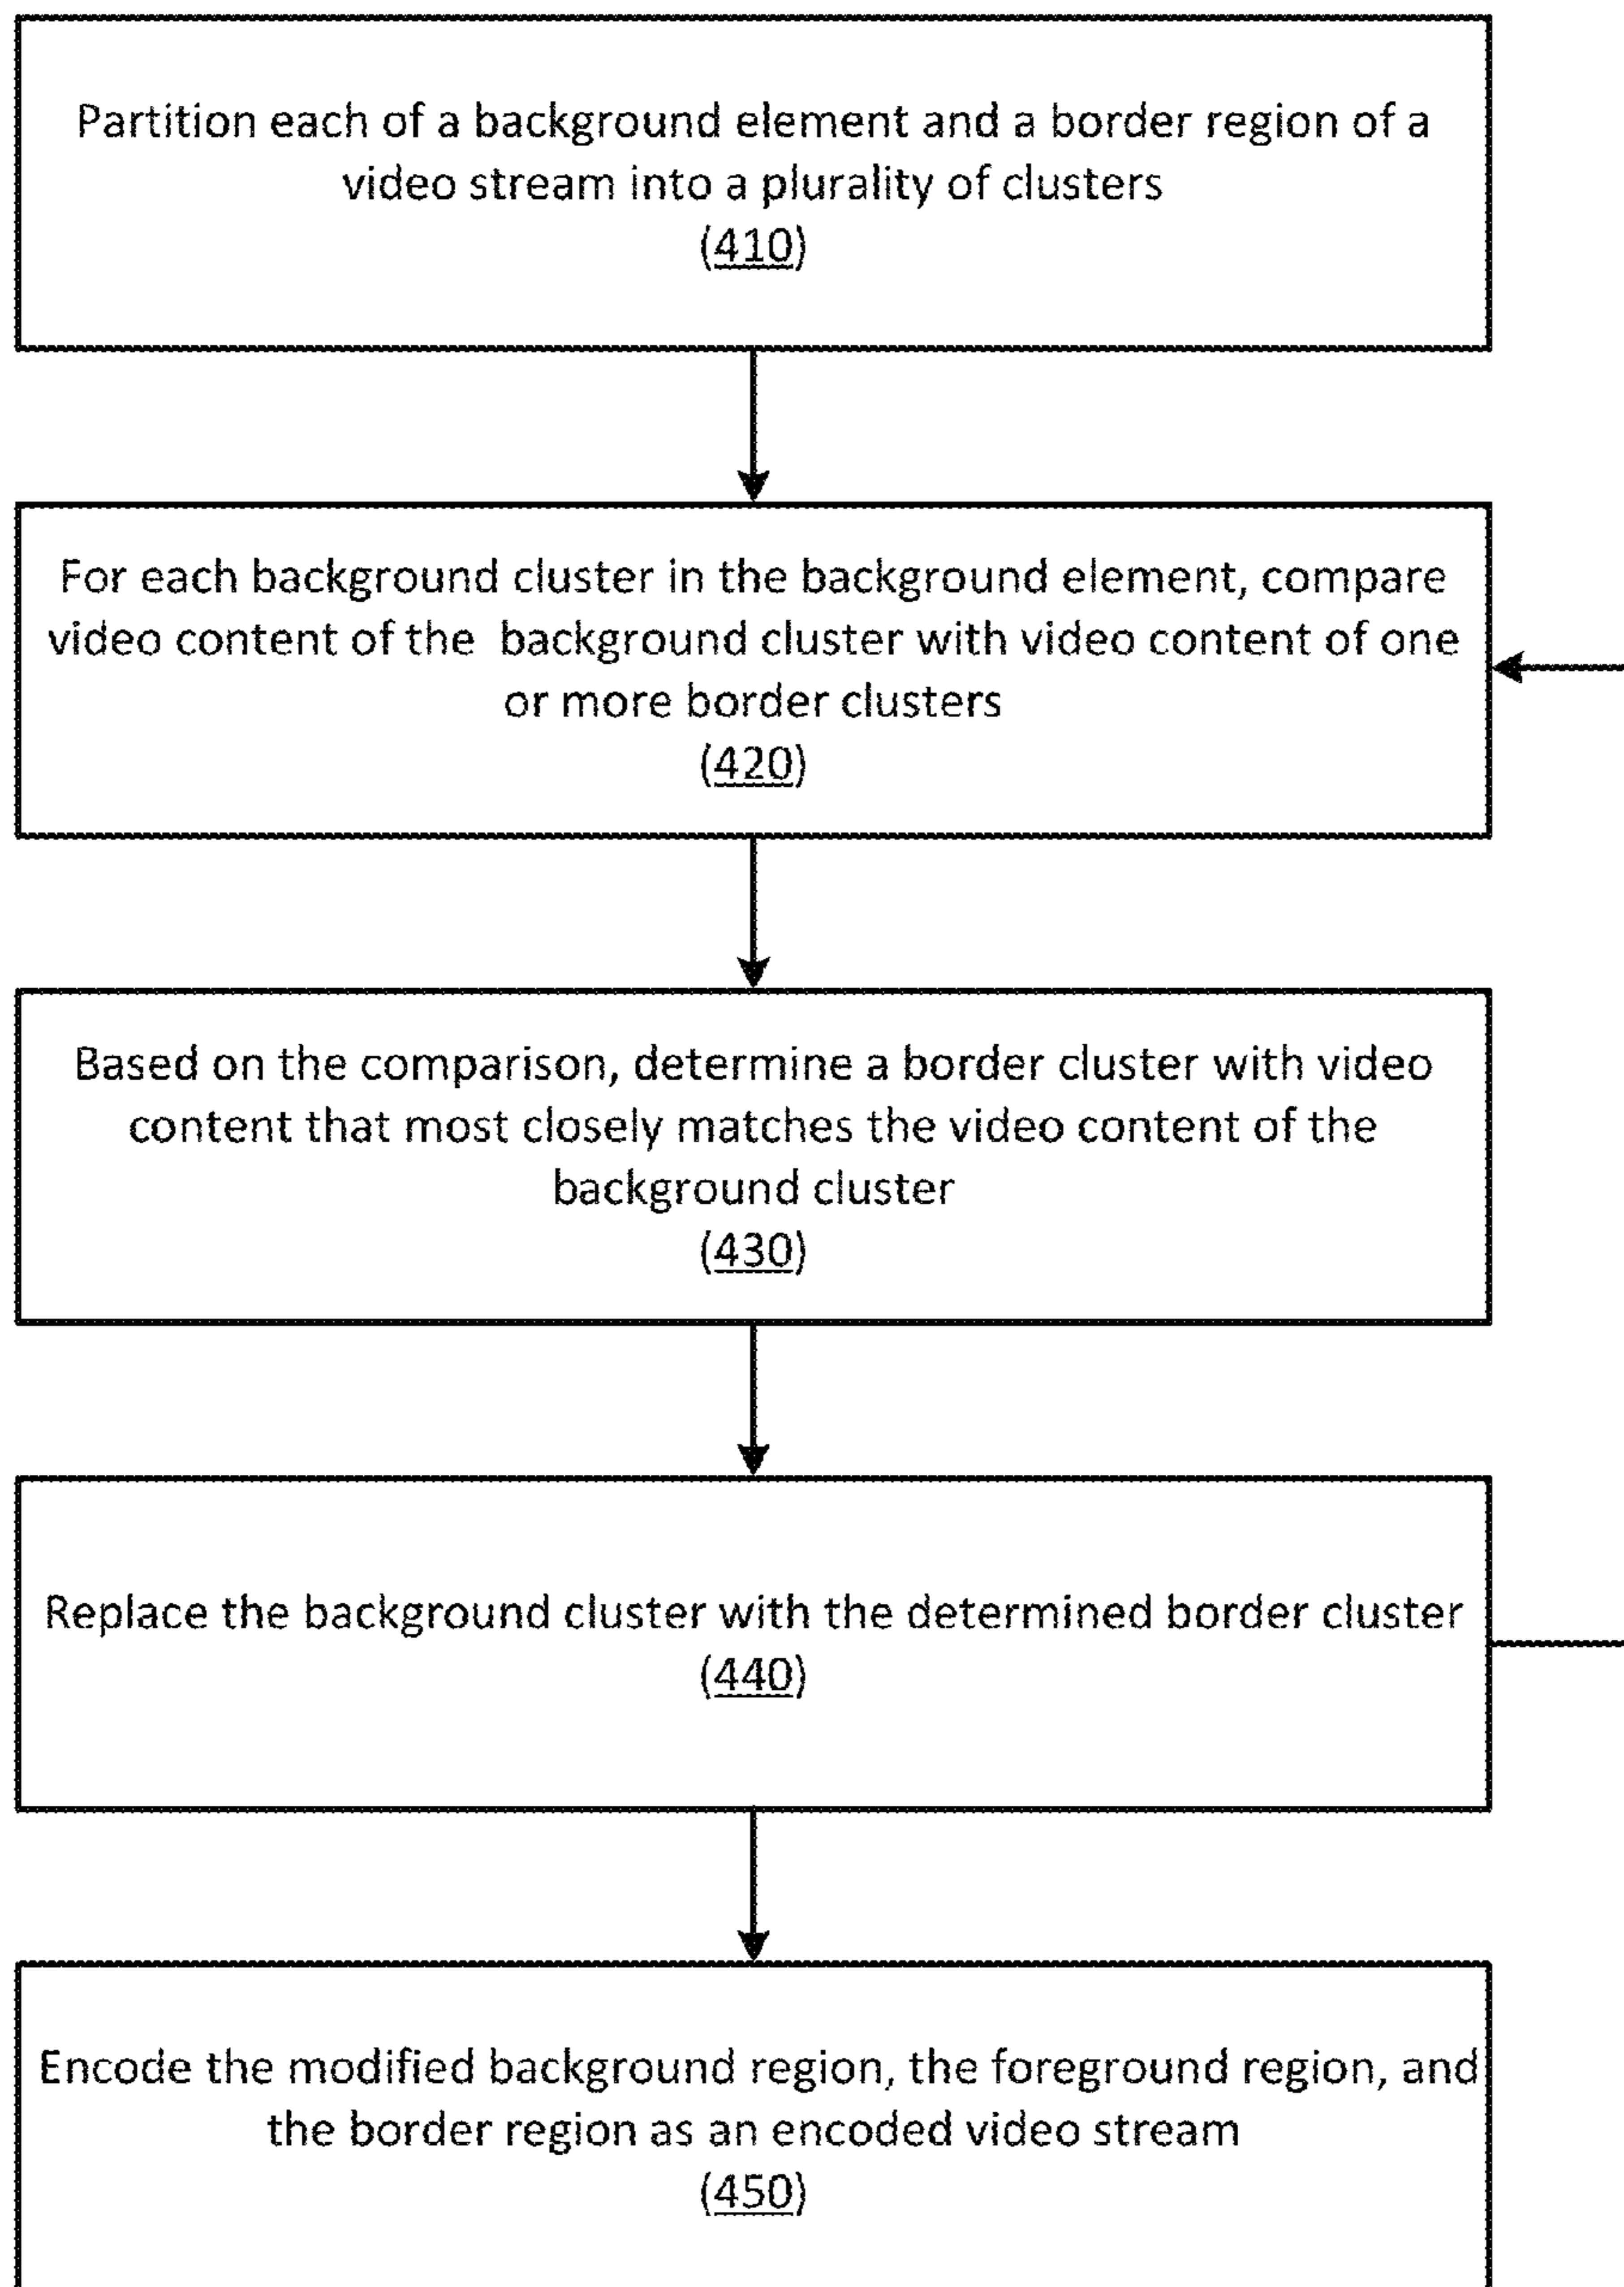 Partition each of a background element and a border region of a
video stream into a plurality of clusters
(410)
For each background cluster in the background element, compare
video content of the background cluster with video content of one
or more border clusters
(420)
Based on the comparison, determine a border cluster with video
content that most closely matches the video content of the
background cluster
(430)
Replace the background cluster with the determined border cluster
(440)
Encode the modified background region, the foreground region, and
the border region as an encoded video stream
(450)